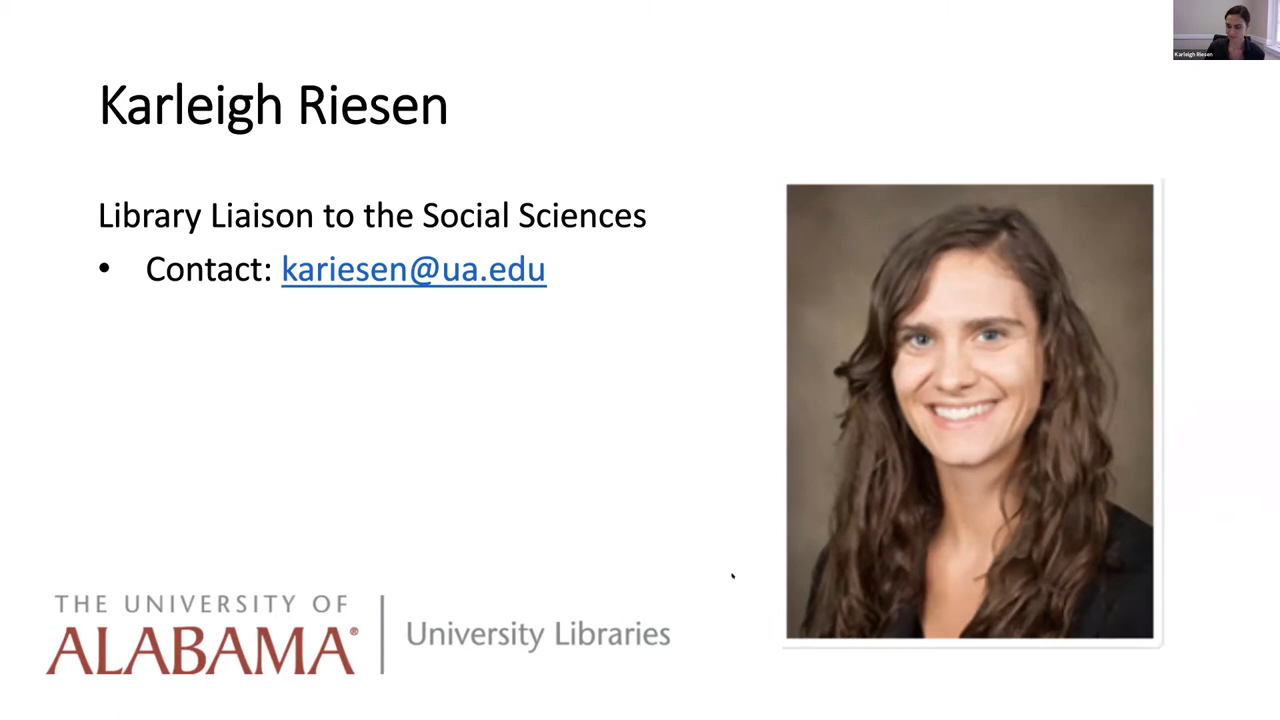 Karleigh Riesen
Karleigh Riesen
Library Liaison to the Social Sciences
• Contact: kariesen@ua.edu
THE UNIVERSITY OF
ALABAMA®
University Libraries